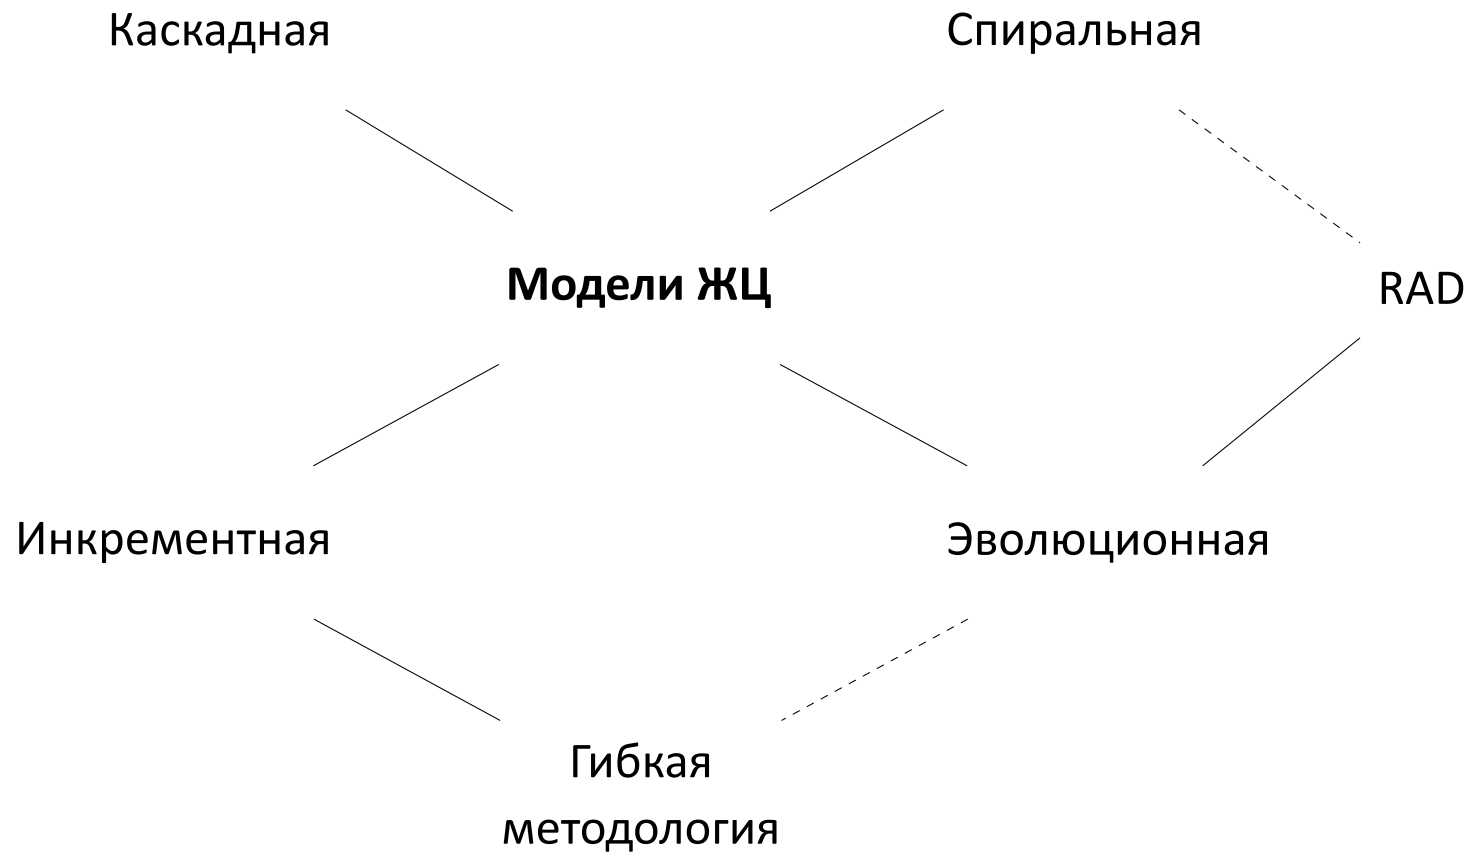 Каскадная
Спиральная
Модели ЖЦ
RAD
Инкрементная
Эволюционная
Гибкая
методология